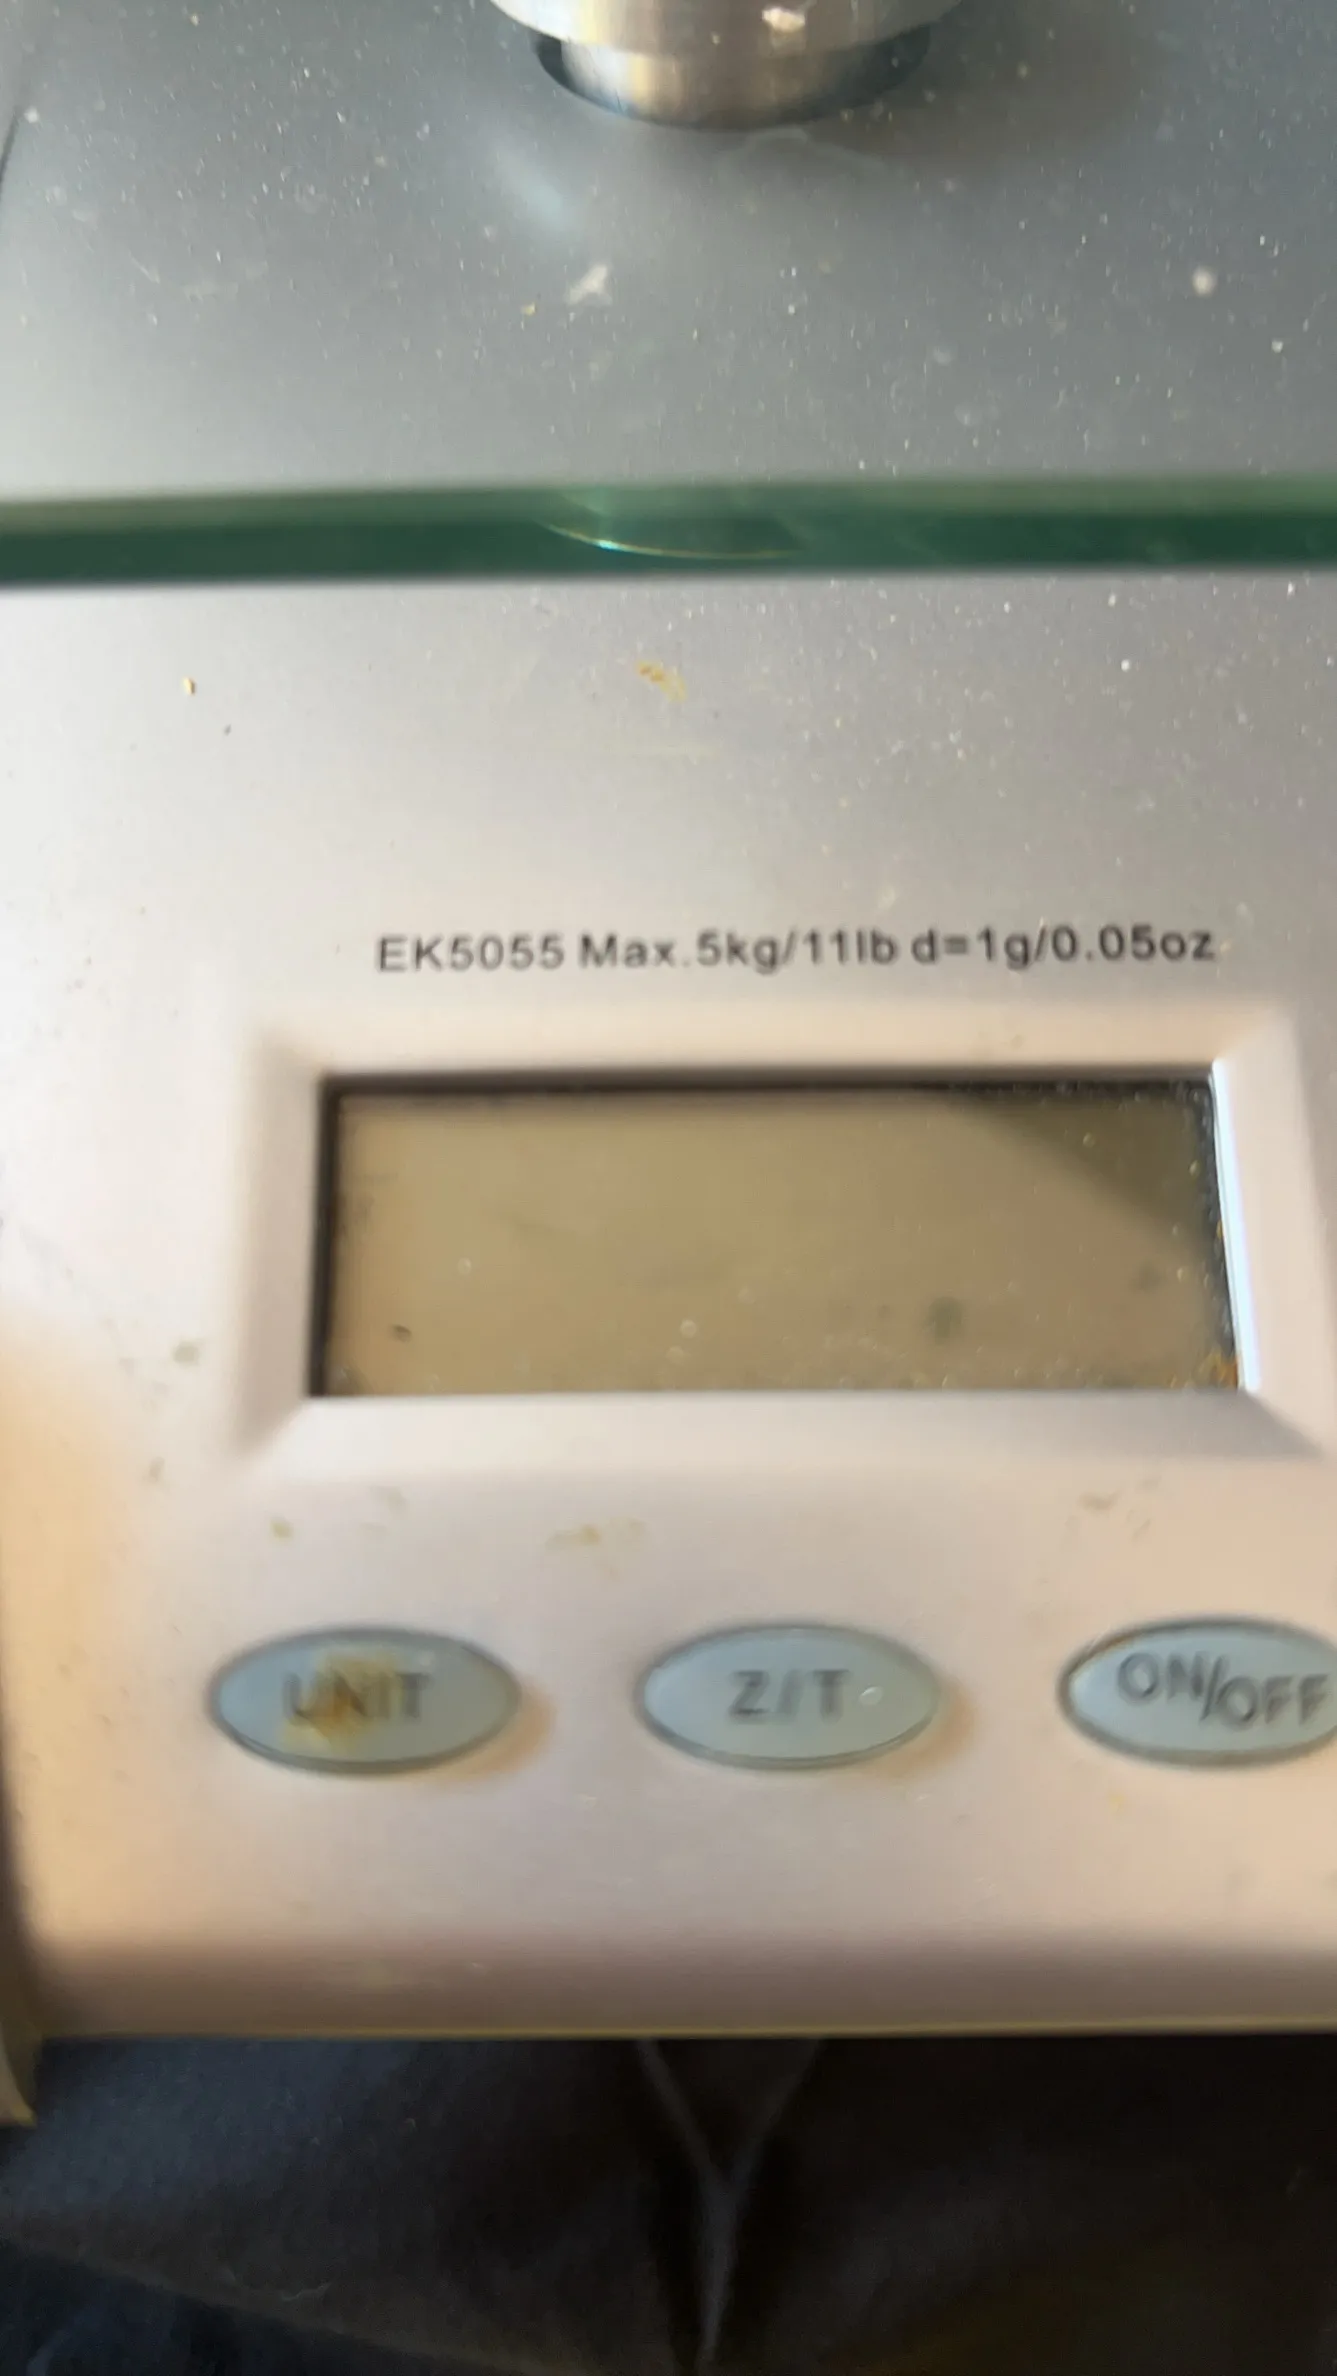 EK5055 Max.5kg/11lb d=1g/0.05oz
UNIT
Z/T
ON/OFF